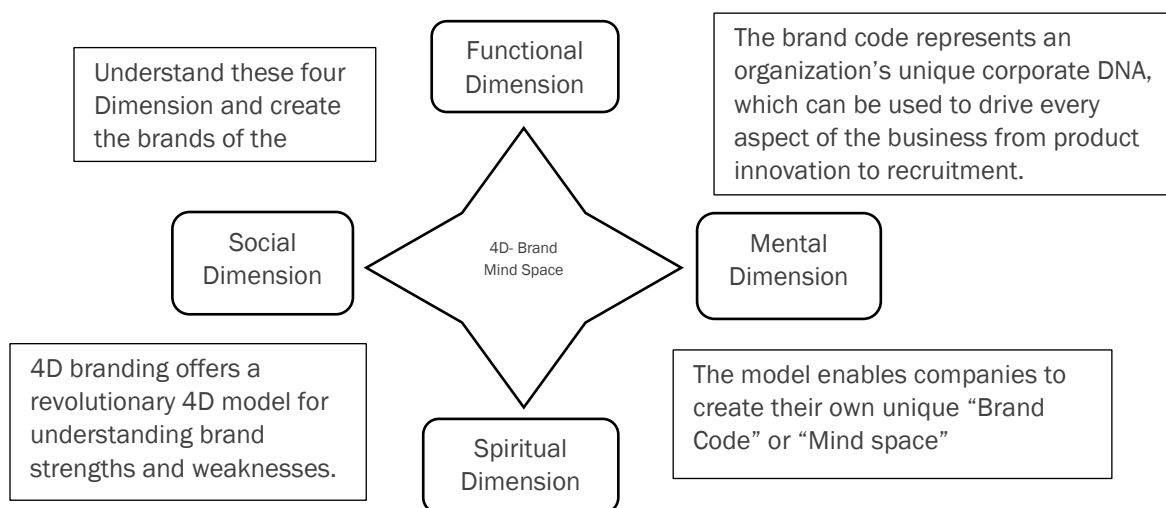 Functional
Dimension
Understand these four
Dimension and create
the brands of the
The brand code represents an
organization’s unique corporate DNA,
which can be used to drive every
aspect of the business from product
innovation to recruitment.
Social
Dimension
4D- Brand
Mind Space
Mental
Dimension
4D branding offers a
revolutionary 4D model for
understanding brand
strengths and weaknesses.
Spiritual
Dimension
The model enables companies to
create their own unique “Brand
Code” or “Mind space”